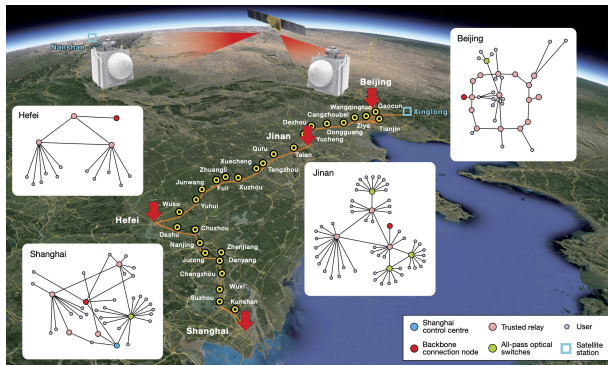 Nanshan
Beijing
Beijing
Wangqingtuo
Gaocun
Cangzhoubei
Xinglong
Dezhou
Ziya
Tianjin
Dongguang
Hefei
Jinan
Yucheng
Qufu
Taian
Xuecheng
Zhuangli
Tengzhou
Junwang
Fuli
Xuzhou
Jinan
Wuxu
Yuhui
Hefei
Dashu
Chuzhou
Shanghai
Nanjing
Zhenjiang
Jurong
Danyang
Changzhou
Wuxi
Suzhou
Kunshan
Shanghai
Shanghai
control centre
Trusted relay
User
Backbone
connection node
All-pass optical
switches
Satellite
station